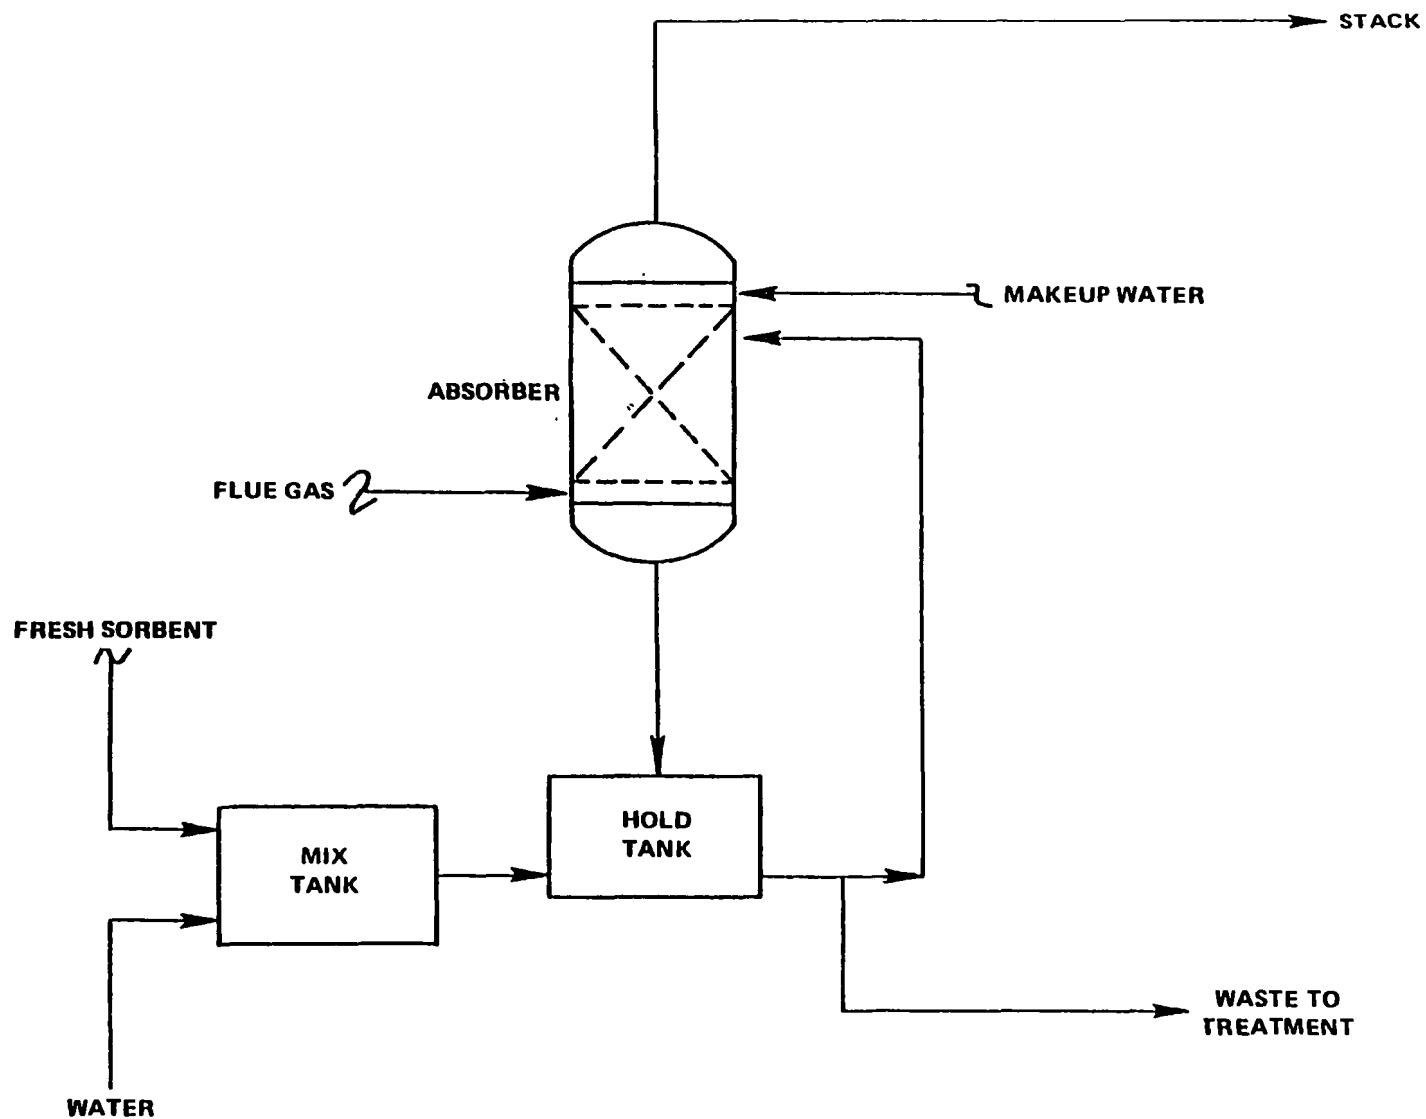 STACK
MAKEUP WATER
ABSORBER
FLUE GAS
FRESH SORBENT
HOLD
TANK
MIX
TANK
WASTE TO
TREATMENT
WATER